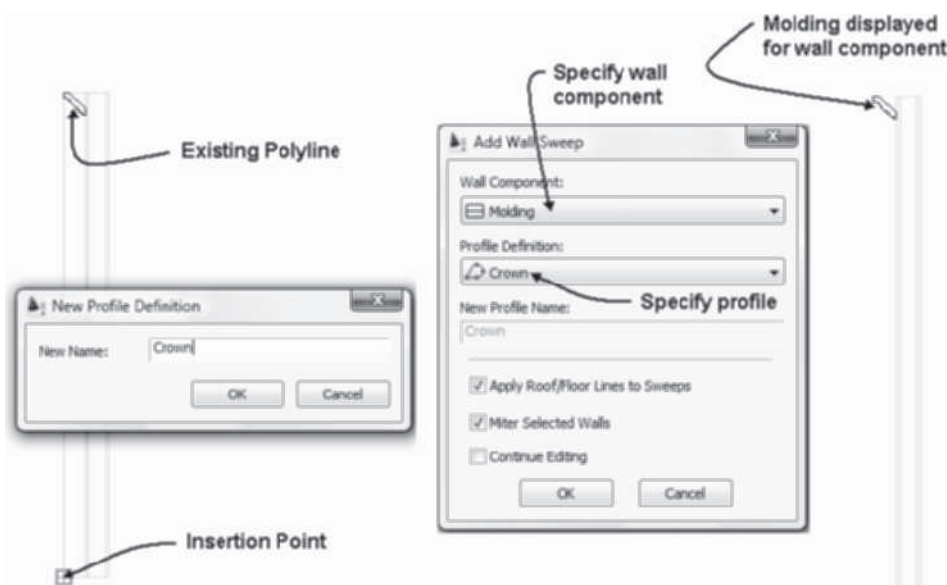 Molding displayed
for wall component
Specify wall
component
Existing Polyline
Add Wall Sweep
Wall Component:
Molding
Profile Definition:
Crown
Specify profile
New Profile Name:
Crown
Apply Roof/Floor Lines to Sweeps
Miter Selected Walls
Continue Editing
OK
Cancel
New Profile Definition
New Name:
Crown
OK
Cancel
Insertion Point